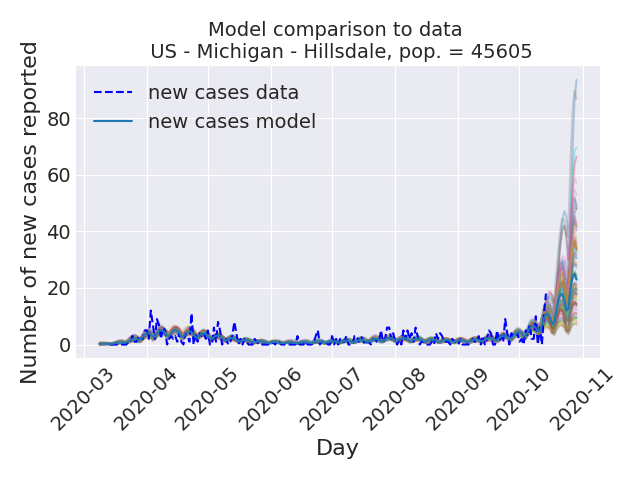 Model comparison to data
US - Michigan - Hillsdale, pop. = 45605
Number of new cases reported
80
60
40
20
0
new cases data
new cases model
2020-03
2020-04
2020-05
2020-06
2020-07
2020-08
2020-09
2020-10
2020-11
Day